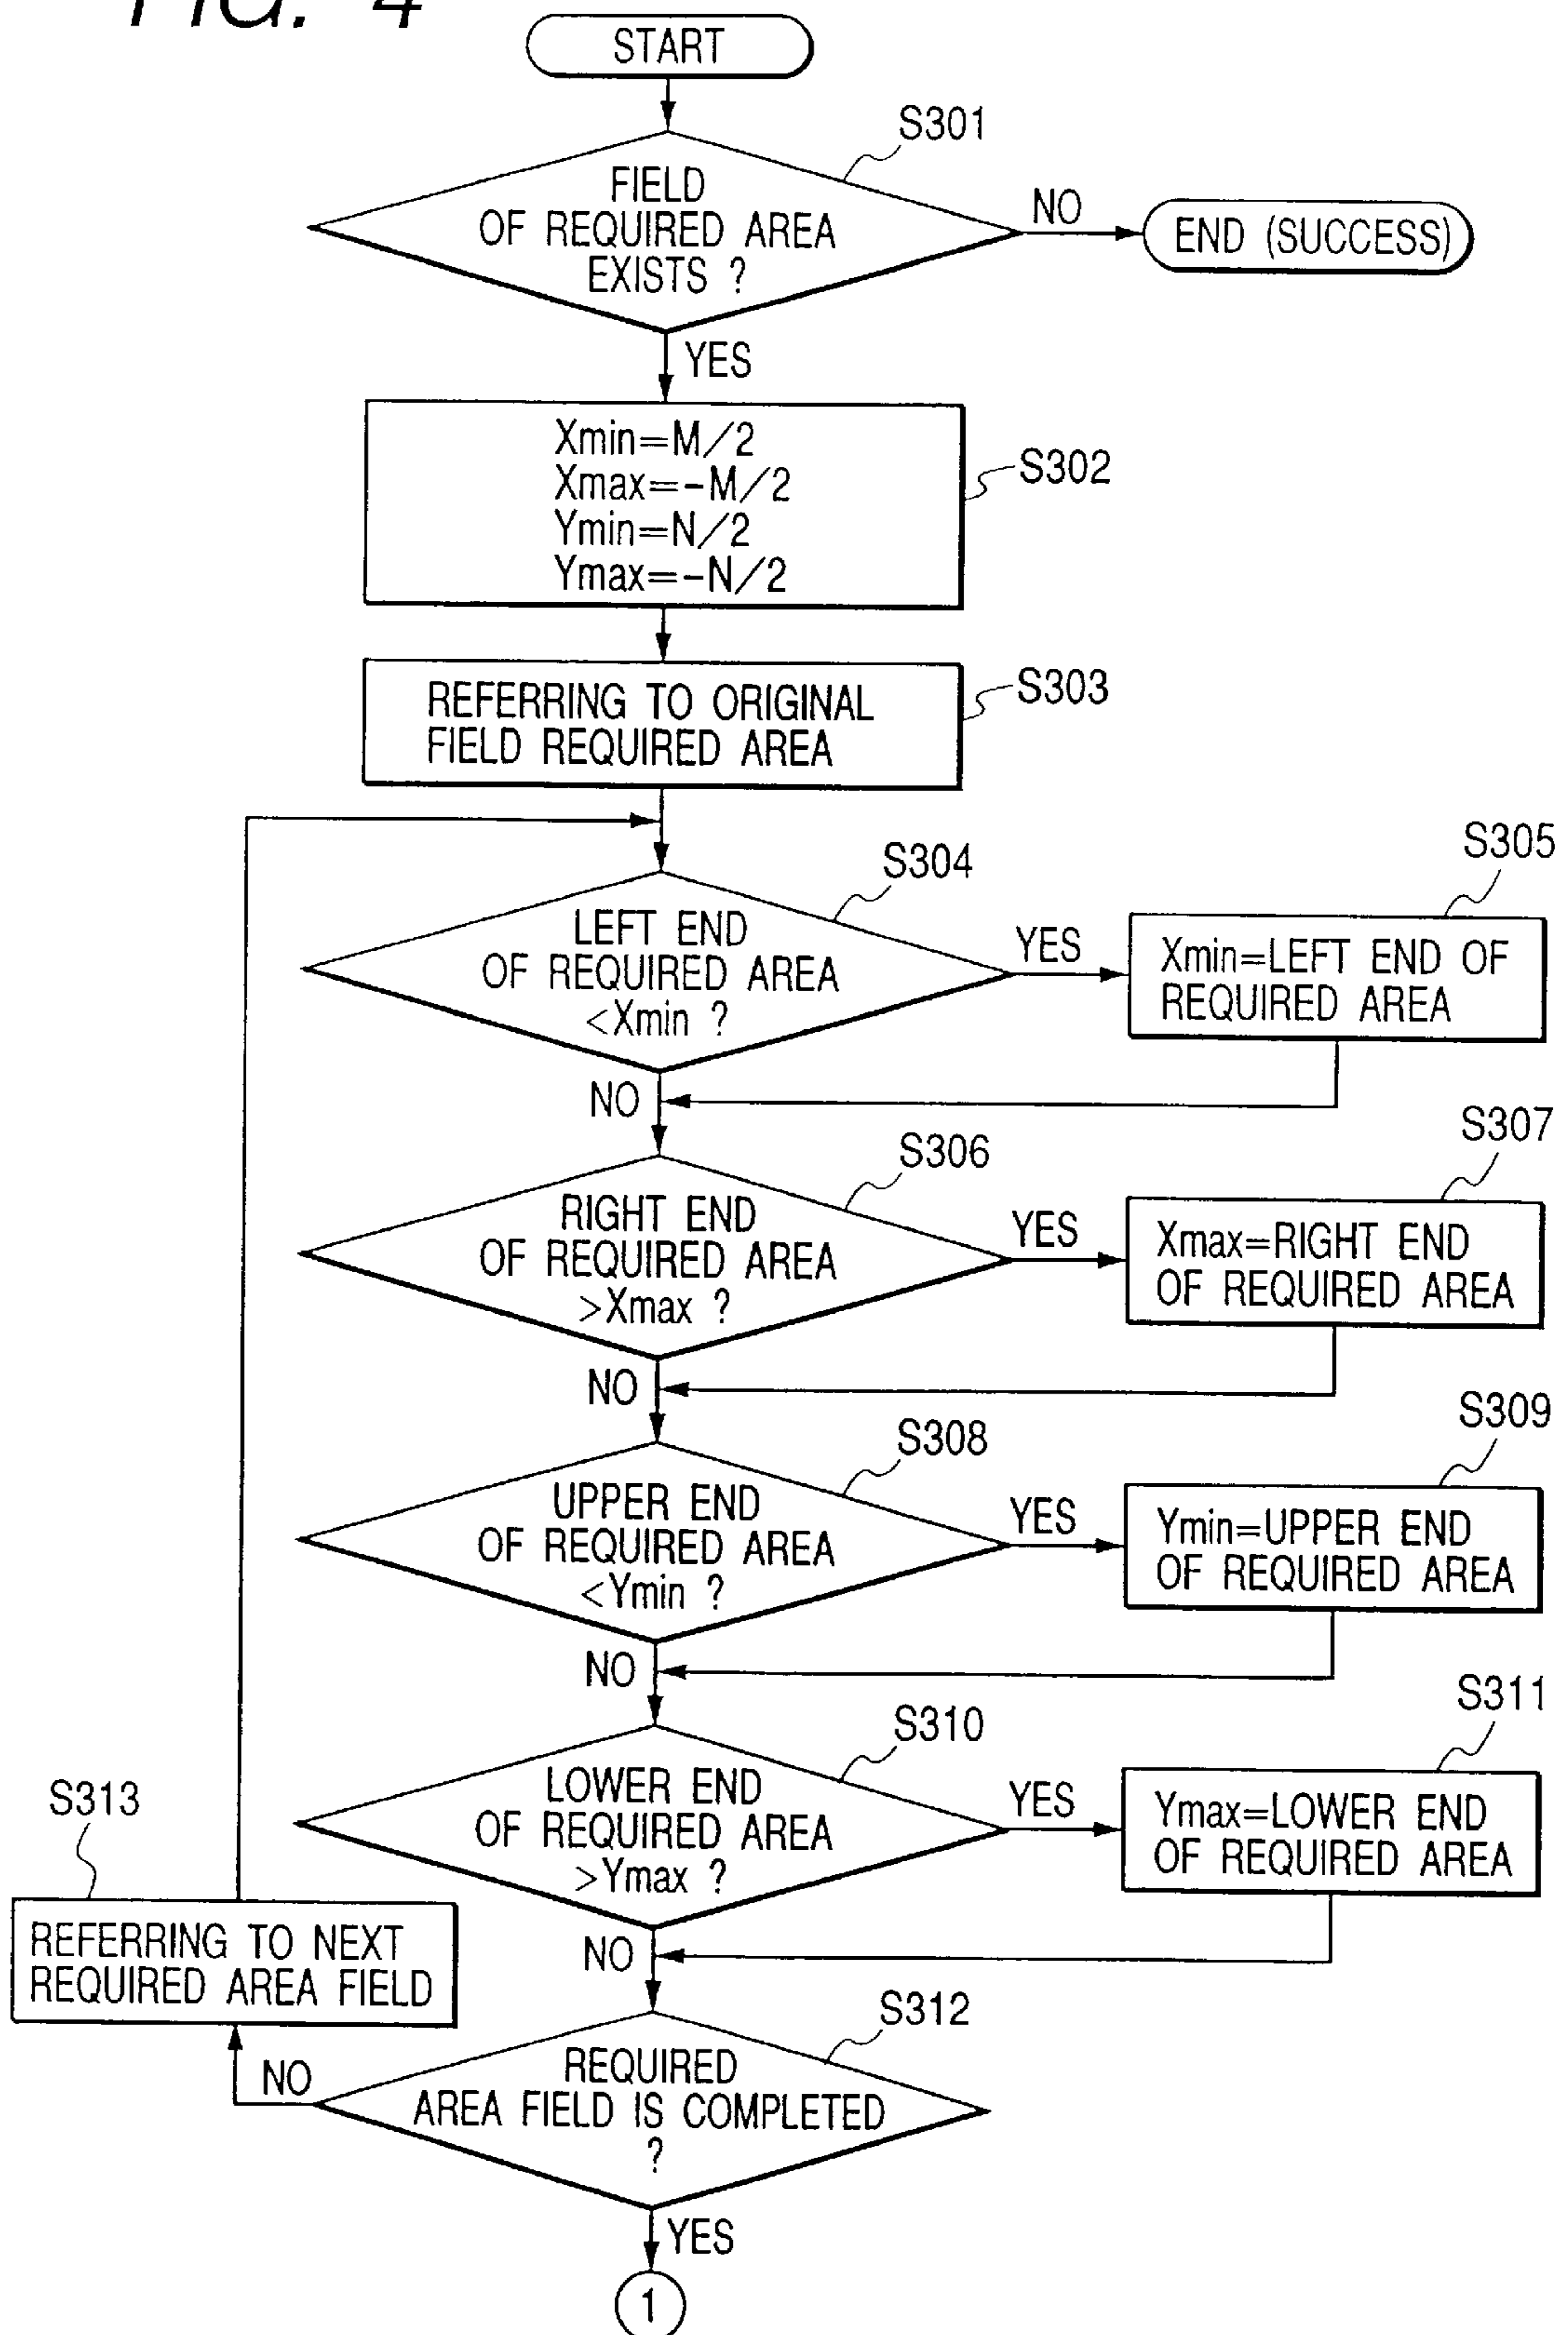 FIG. 4
START
S301
FIELD
OF REQUIRED AREA
EXISTS ?
NO
END (SUCCESS)
YES
Xmin=M/2
Xmax=-M/2
Ymin=N/2
Ymax=-N/2
S302
REFERRING TO ORIGINAL
FIELD REQUIRED AREA
S303
S304
LEFT END
OF REQUIRED AREA
<Xmin ?
YES
S305
Xmin=LEFT END OF
REQUIRED AREA
NO
S306
RIGHT END
OF REQUIRED AREA
>Xmax ?
YES
S307
Xmax=RIGHT END
OF REQUIRED AREA
NO
S308
UPPER END
OF REQUIRED AREA
<Ymin ?
YES
S309
Ymin=UPPER END
OF REQUIRED AREA
NO
S310
LOWER END
OF REQUIRED AREA
>Ymax ?
YES
S311
Ymax=LOWER END
OF REQUIRED AREA
NO
S313
REFERRING TO NEXT
REQUIRED AREA FIELD
S312
REQUIRED
AREA FIELD IS COMPLETED
?
NO
YES
1